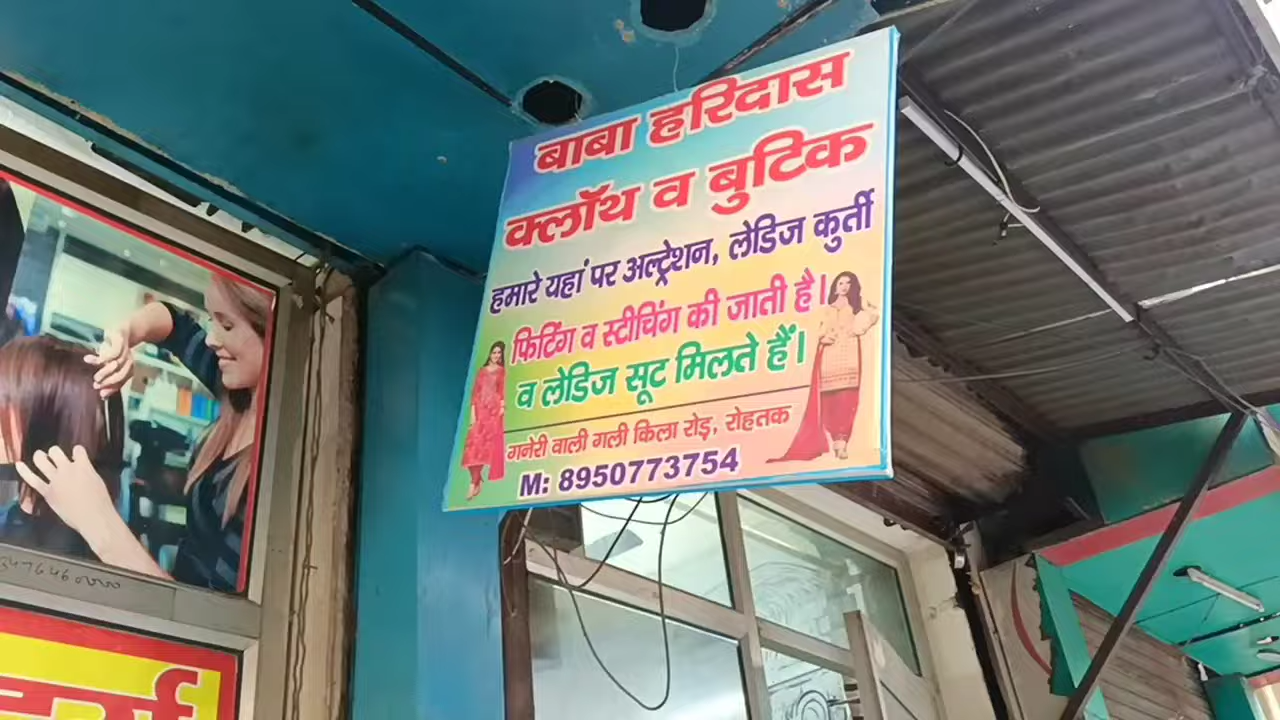 बाबा हरिदास
क्लॉथ व बुटिक
हमारे यहां पर अल्ट्रेशन, लेडिज कुर्ती
फिटिंग व स्टीचिंग की जाती है।
व लेडिज सूट मिलते हैं।
गनेरी वाली गली किला रोड़, रोहतक
M: 8950773754